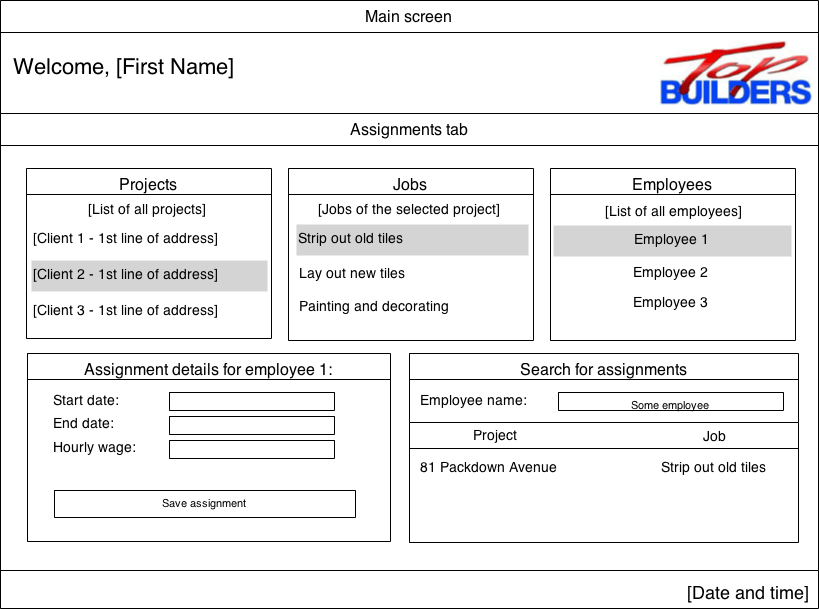 Main screen
Welcome, [First Name]
Top
BUILDERS
Assignments tab
Projects
[List of all projects]
[Client 1 - 1st line of address]
[Client 2 - 1st line of address]
[Client 3 - 1st line of address]
Jobs
[Jobs of the selected project]
Strip out old tiles
Lay out new tiles
Painting and decorating
Employees
[List of all employees]
Employee 1
Employee 2
Employee 3
Assignment details for employee 1:
Start date:
End date:
Hourly wage:
Save assignment
Search for assignments
Employee name: Some employee
Project Job
81 Packdown Avenue Strip out old tiles
[Date and time]